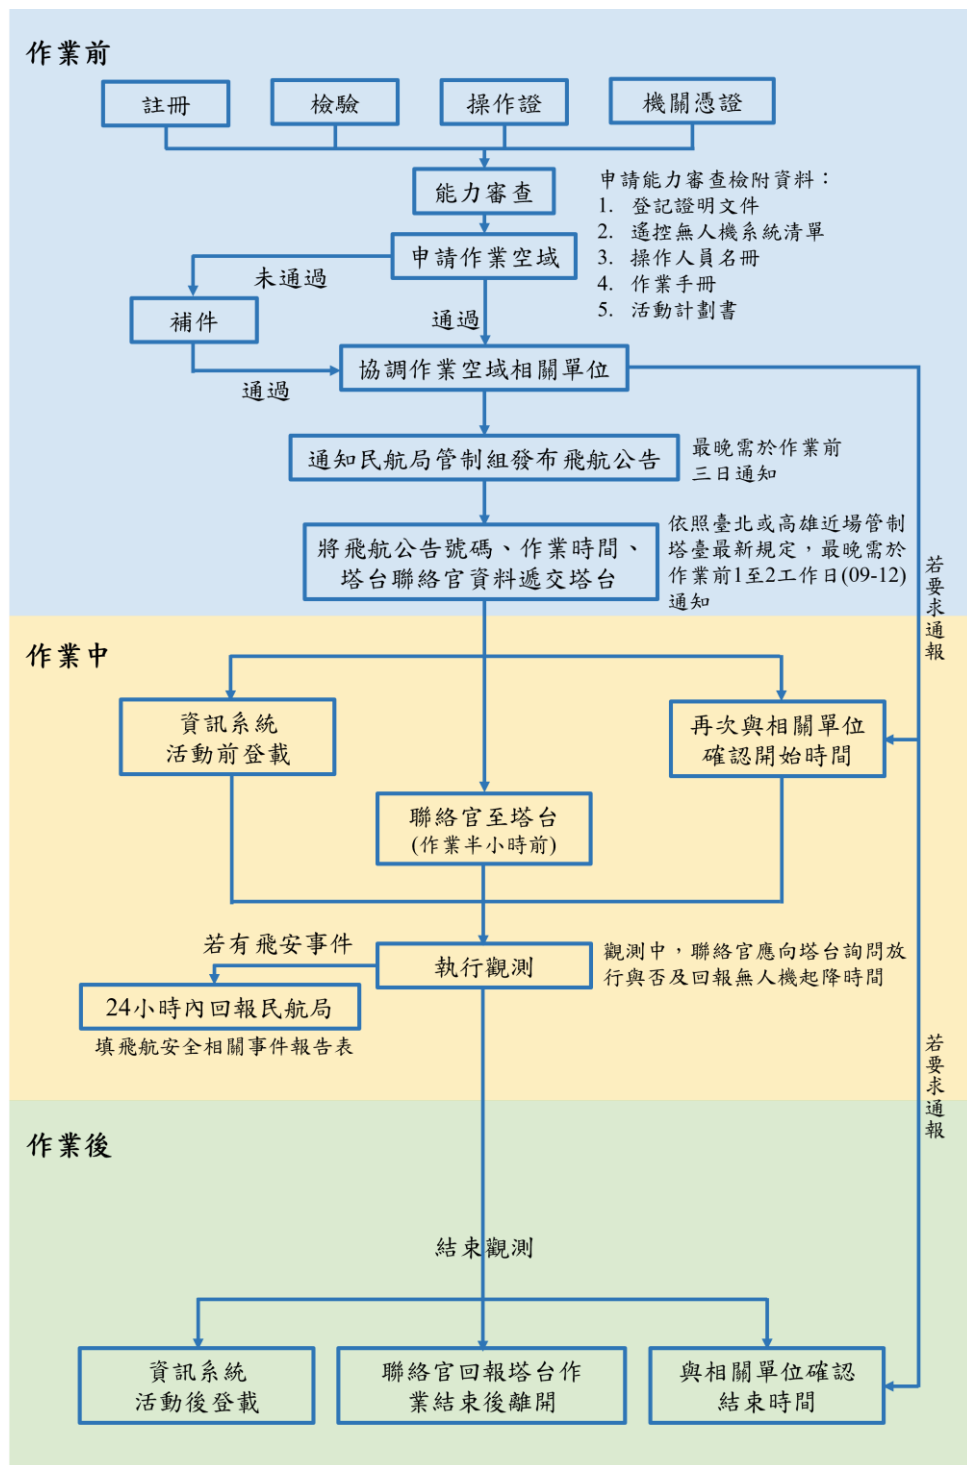 作業前
註冊
檢驗
操作證
機關憑證
能力審查
申請能力審查檢附資料：
1. 登記證明文件
2. 遙控無人機系統清單
3. 操作人員名冊
4. 作業手冊
5. 活動計劃書
申請作業空域
未通過
補件
通過
通過
協調作業空域相關單位
通知民航局管制組發布飛航公告
最晚需於作業前
三日通知
將飛航公告號碼、作業時間、
塔台聯絡官資料遞交塔台
依照臺北或高雄近場管制
塔臺最新規定，最晚需於
作業前1至2工作日(09-12)
通知
若要求通報
作業中
資訊系統
活動前登載
再次與相關單位
確認開始時間
聯絡官至塔台
(作業半小時前)
若有飛安事件
執行觀測
觀測中，聯絡官應向塔台詢問放
行與否及回報無人機起降時間
24小時內回報民航局
填飛航安全相關事件報告表
若要求通報
作業後
結束觀測
資訊系統
活動後登載
聯絡官回報塔台作
業結束後離開
與相關單位確認
結束時間